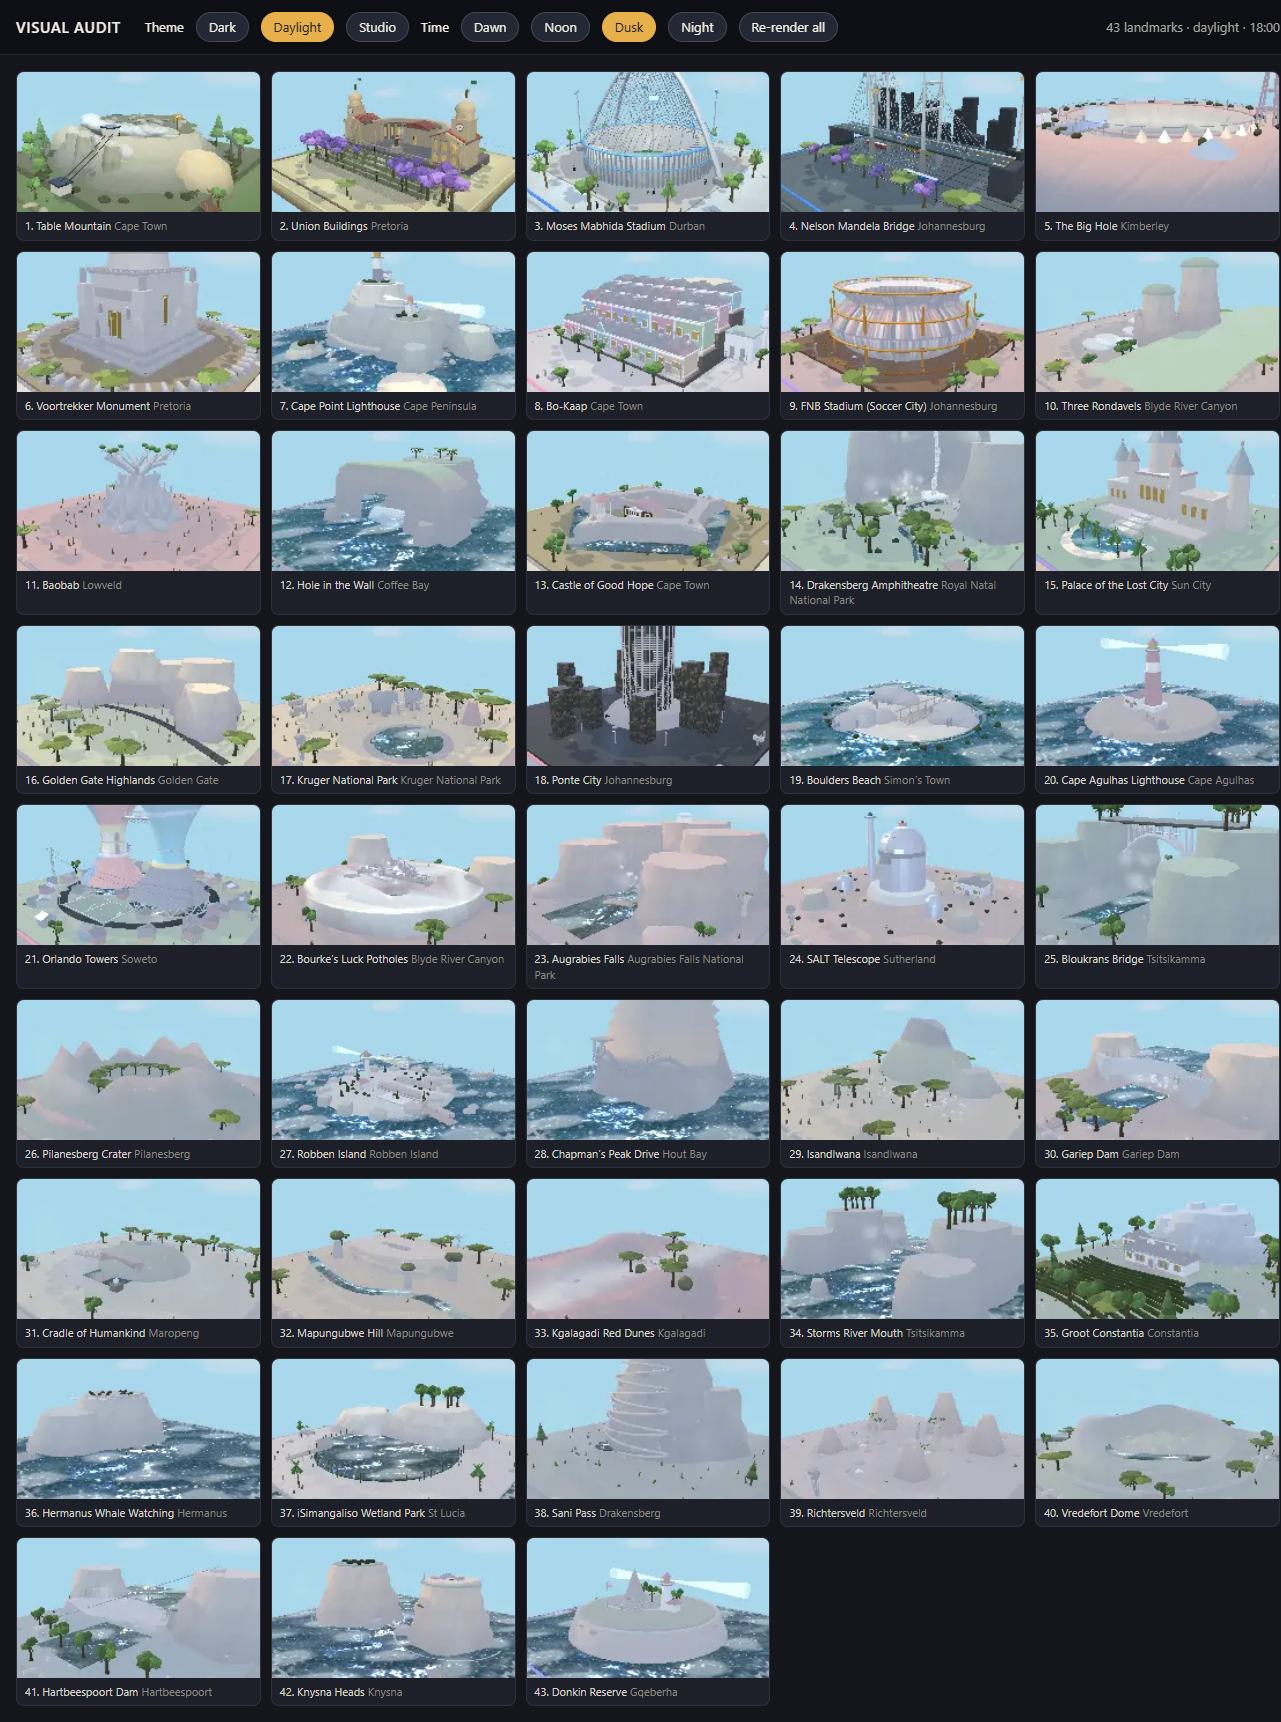 VISUAL AUDIT Theme Dark Daylight Studio Time Dawn Noon Dusk Night Re-render all 43 landmarks · daylight · 18:00
1. Table Mountain Cape Town
2. Union Buildings Pretoria
3. Moses Mabhida Stadium Durban
4. Nelson Mandela Bridge Johannesburg
5. The Big Hole Kimberley
6. Voortrekker Monument Pretoria
7. Cape Point Lighthouse Cape Peninsula
8. Bo-Kaap Cape Town
9. FNB Stadium (Soccer City) Johannesburg
10. Three Rondavels Blyde River Canyon
11. Baobab Lowveld
12. Hole in the Wall Coffee Bay
13. Castle of Good Hope Cape Town
14. Drakensberg Amphitheatre Royal Natal
National Park
15. Palace of the Lost City Sun City
16. Golden Gate Highlands Golden Gate
17. Kruger National Park Kruger National Park
18. Ponte City Johannesburg
19. Boulders Beach Simon's Town
20. Cape Agulhas Lighthouse Cape Agulhas
21. Orlando Towers Soweto
22. Bourke's Luck Potholes Blyde River Canyon
23. Augrabies Falls Augrabies Falls National
Park
24. SALT Telescope Sutherland
25. Bloukrans Bridge Tsitsikamma
26. Pilanesberg Crater Pilanesberg
27. Robben Island Robben Island
28. Chapman's Peak Drive Hout Bay
29. Isandlwana Isandlwana
30. Gariep Dam Gariep Dam
31. Cradle of Humankind Maropeng
32. Mapungubwe Hill Mapungubwe
33. Kgalagadi Red Dunes Kgalagadi
34. Storms River Mouth Tsitsikamma
35. Groot Constantia Constantia
36. Hermanus Whale Watching Hermanus
37. iSimangaliso Wetland Park St Lucia
38. Sani Pass Drakensberg
39. Richtersveld Richtersveld
40. Vredefort Dome Vredefort
41. Hartbeespoort Dam Hartbeespoort
42. Knysna Heads Knysna
43. Donkin Reserve Gqeberha